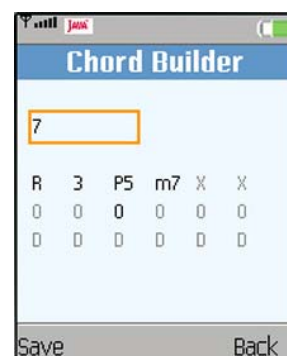 JAVA
Chord Builder
7
R 3 P5 m7 X X
0 0 0 0 0 0
D D D D D D
Save Back